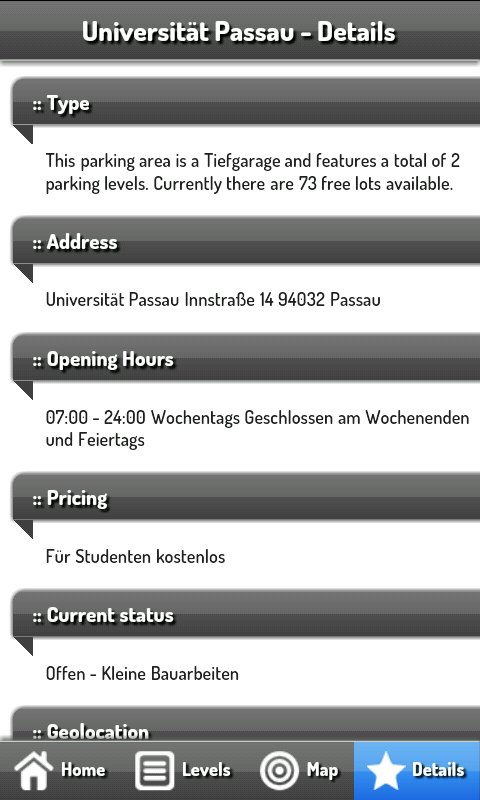 Universität Passau - Details
:: Type
This parking area is a Tiefgarage and features a total of 2
parking levels. Currently there are 73 free lots available.
:: Address
Universität Passau Innstraße 14 94032 Passau
:: Opening Hours
07:00 - 24:00 Wochentags Geschlossen am Wochenenden
und Feiertags
:: Pricing
Für Studenten kostenlos
:: Current status
Offen - Kleine Bauarbeiten
:: Geolocation
Home Levels Map Details